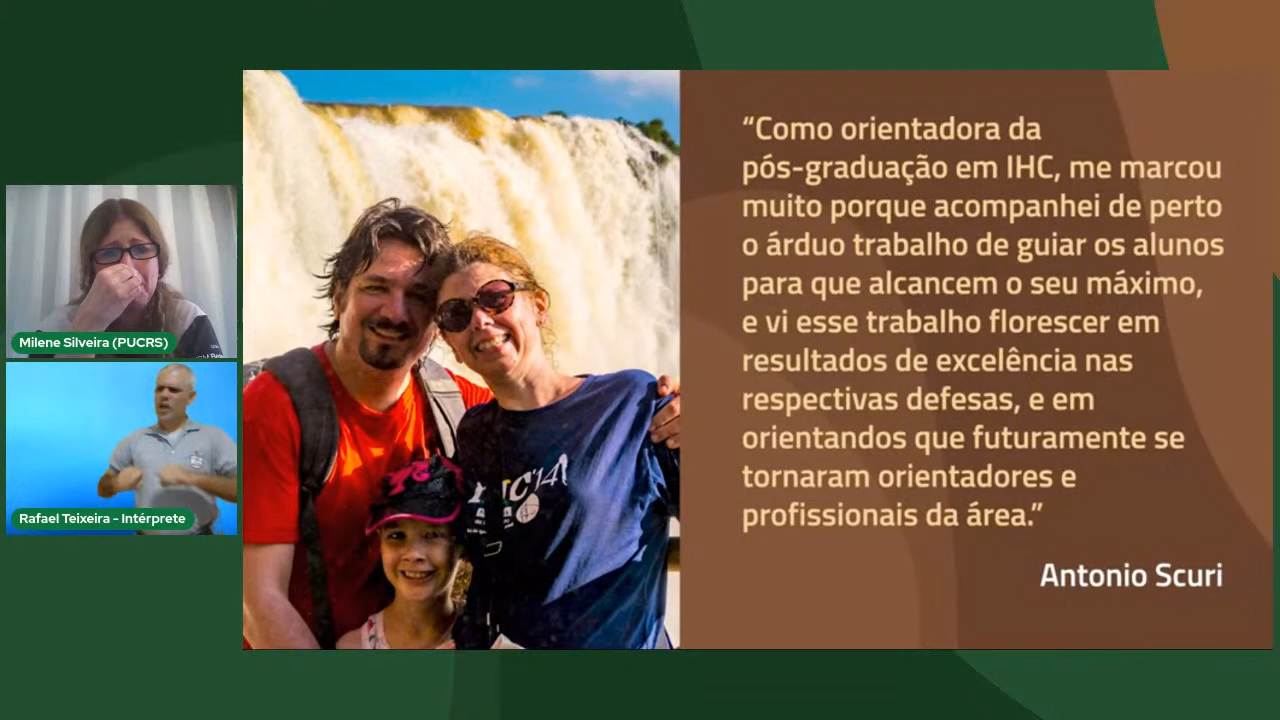 “Como orientadora da
pós-graduação em IHC, me marcou
muito porque acompanhei de perto
o árduo trabalho de guiar os alunos
para que alcancem o seu máximo,
e vi esse trabalho florescer em
resultados de excelência nas
respectivas defesas, e em
orientandos que futuramente se
tornaram orientadores e
profissionais da área.”
Antonio Scuri
Milene Silveira (PUCRS)
Rafael Teixeira - Intérprete